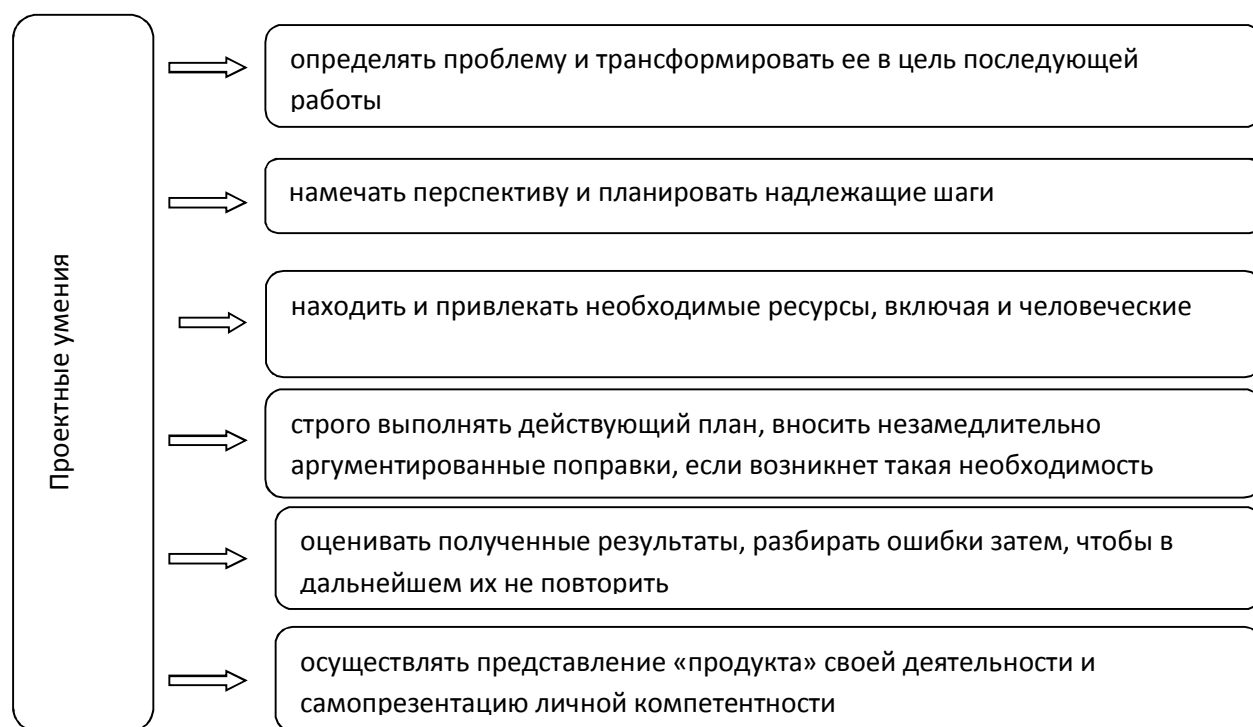 Проектные умения
определять проблему и трансформировать ее в цель последующей
работы
намечать перспективу и планировать надлежащие шаги
находить и привлекать необходимые ресурсы, включая и человеческие
строго выполнять действующий план, вносить незамедлительно
аргументированные поправки, если возникнет такая необходимость
оценивать полученные результаты, разбирать ошибки затем, чтобы в
дальнейшем их не повторить
осуществлять представление «продукта» своей деятельности и
самопрезентацию личной компетентности